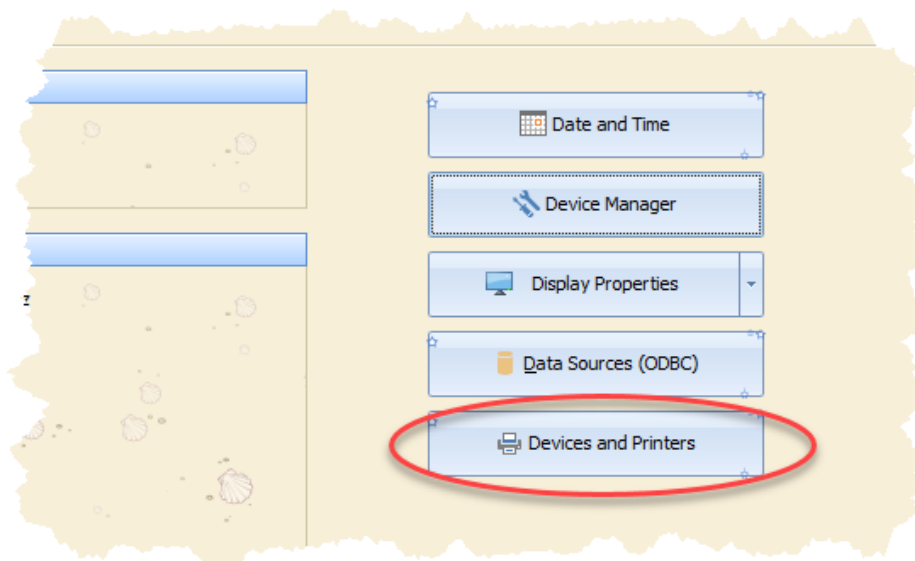 Date and Time
Device Manager
Display Properties
Data Sources (ODBC)
Devices and Printers